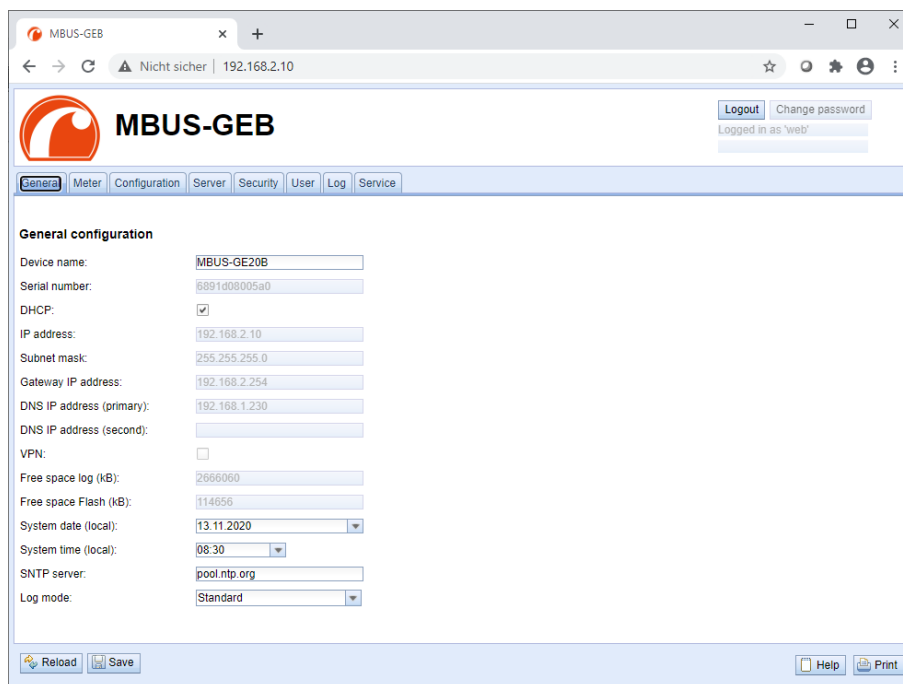 MBUS-GEB
Nicht sicher | 192.168.2.10
MBUS-GEB
Logout Change password
Logged in as 'web'
General Meter Configuration Server Security User Log Service
General configuration
Device name: MBUS-GE20B
Serial number: 6891d08005a0
DHCP:
IP address: 192.168.2.10
Subnet mask: 255.255.255.0
Gateway IP address: 192.168.2.254
DNS IP address (primary): 192.168.1.230
DNS IP address (second):
VPN:
Free space log (kB): 2666060
Free space Flash (kB): 114656
System date (local): 13.11.2020
System time (local): 08:30
SNTP server: pool.ntp.org
Log mode: Standard
Reload Save Help Print